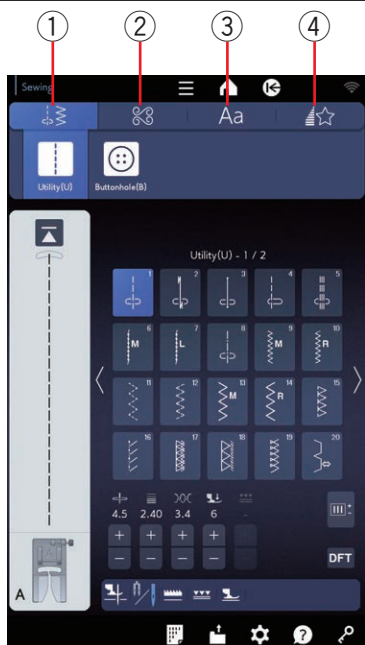 1 2 3 4
Sewing
Aa
Utility(U) Buttonhole(B)
Utility(U) - 1 / 2
1 2 3 4 5
6 M 7 L 8 9 M 10 R
11 12 13 M 14 R 15
16 17 18 19 20
4.5 2.40 3.4 6 -
+ + + +
− − − −
DFT
A
?